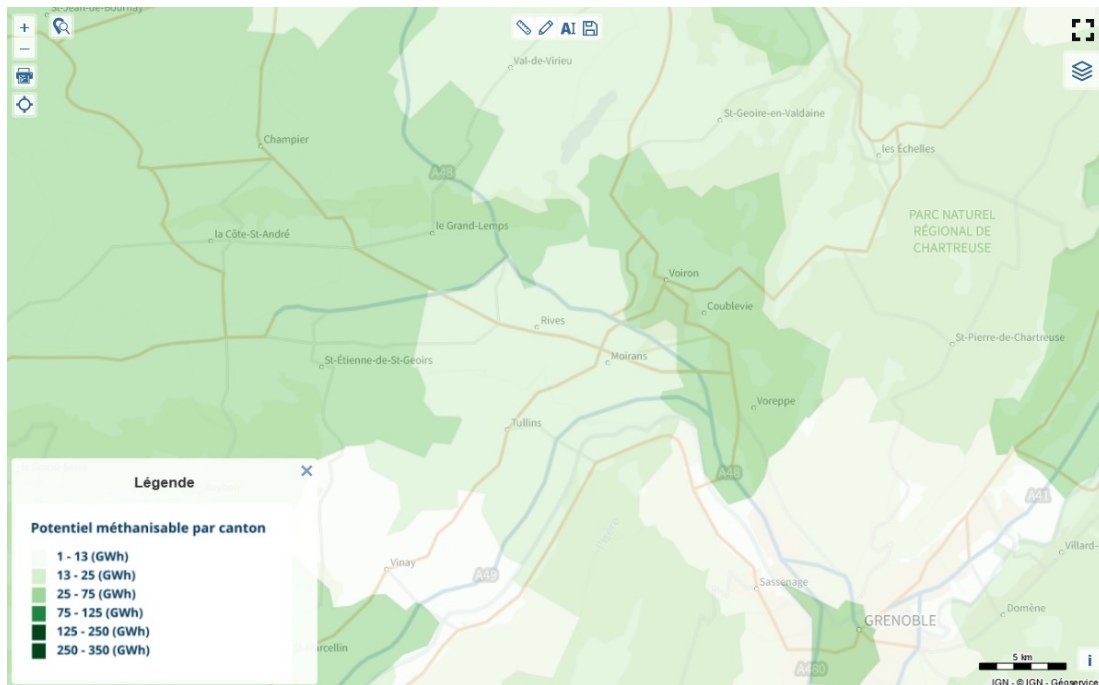 St-Jean-de-Bournay
AI
Val-de-Virieu
St-Geoire-en-Valdaine
Champier
les Échelles
A48
PARC NATUREL
RÉGIONAL DE
CHARTREUSE
la Côte-St-André
le Grand-Lemps
Voiron
Coublevie
Rives
St-Pierre-de-Chartreuse
St-Étienne-de-St-Geoirs
Moirans
Voreppe
Tullins
A48
A41
l'Isère
Villard-
Vinay
A49
Sassenage
Domène
GRENOBLE
Marcellin
A480
Légende
Potentiel méthanisable par canton
1 - 13 (GWh)
13 - 25 (GWh)
25 - 75 (GWh)
75 - 125 (GWh)
125 - 250 (GWh)
250 - 350 (GWh)
5 km
i
IGN - © IGN - Géoservice